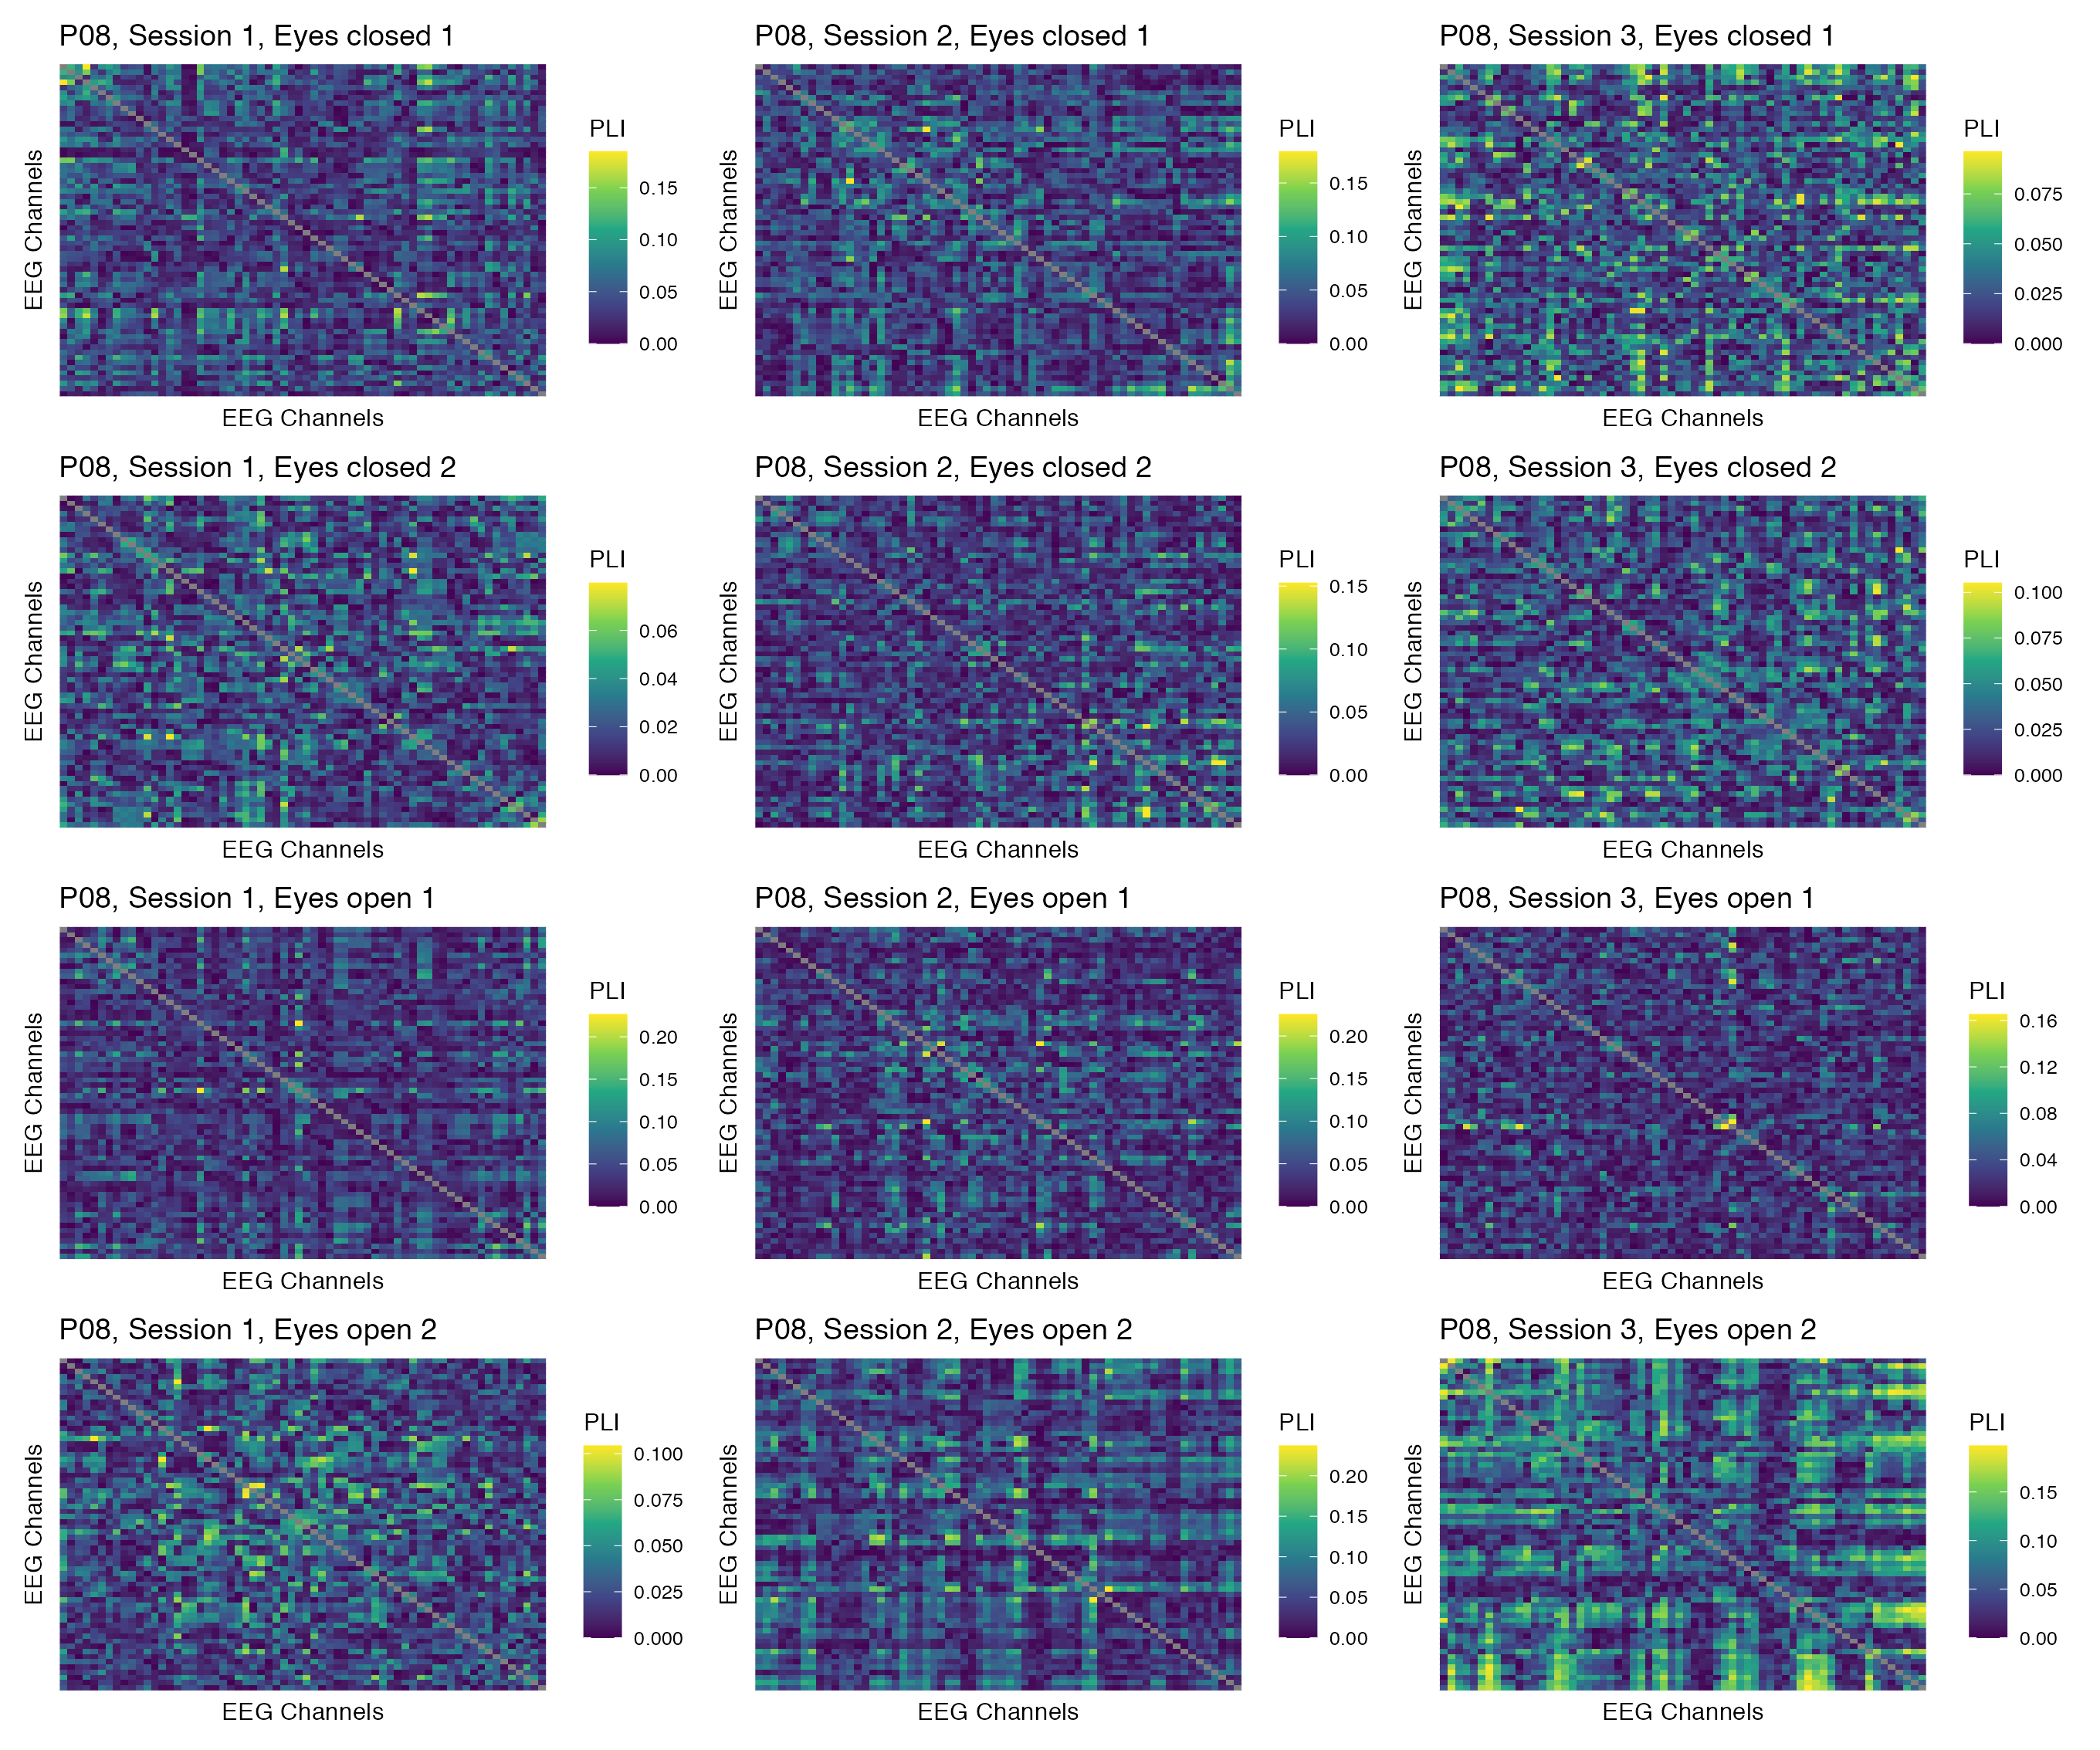 P08, Session 1, Eyes closed 1
EEG Channels
EEG Channels
PLI
0.15
0.10
0.05
0.00
P08, Session 2, Eyes closed 1
EEG Channels
EEG Channels
PLI
0.15
0.10
0.05
0.00
P08, Session 3, Eyes closed 1
EEG Channels
EEG Channels
PLI
0.075
0.050
0.025
0.000
P08, Session 1, Eyes closed 2
EEG Channels
EEG Channels
PLI
0.06
0.04
0.02
0.00
P08, Session 2, Eyes closed 2
EEG Channels
EEG Channels
PLI
0.15
0.10
0.05
0.00
P08, Session 3, Eyes closed 2
EEG Channels
EEG Channels
PLI
0.100
0.075
0.050
0.025
0.000
P08, Session 1, Eyes open 1
EEG Channels
EEG Channels
PLI
0.20
0.15
0.10
0.05
0.00
P08, Session 2, Eyes open 1
EEG Channels
EEG Channels
PLI
0.20
0.15
0.10
0.05
0.00
P08, Session 3, Eyes open 1
EEG Channels
EEG Channels
PLI
0.16
0.12
0.08
0.04
0.00
P08, Session 1, Eyes open 2
EEG Channels
EEG Channels
PLI
0.100
0.075
0.050
0.025
0.000
P08, Session 2, Eyes open 2
EEG Channels
EEG Channels
PLI
0.20
0.15
0.10
0.05
0.00
P08, Session 3, Eyes open 2
EEG Channels
EEG Channels
PLI
0.15
0.10
0.05
0.00